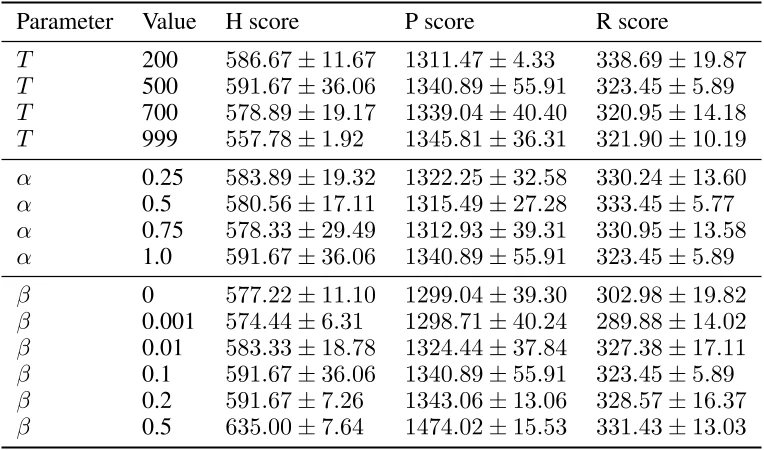 Parameter Value H score P score R score
T 200 586.67 ± 11.67 1311.47 ± 4.33 338.69 ± 19.87
T 500 591.67 ± 36.06 1340.89 ± 55.91 323.45 ± 5.89
T 700 578.89 ± 19.17 1339.04 ± 40.40 320.95 ± 14.18
T 999 557.78 ± 1.92 1345.81 ± 36.31 321.90 ± 10.19
α 0.25 583.89 ± 19.32 1322.25 ± 32.58 330.24 ± 13.60
α 0.5 580.56 ± 17.11 1315.49 ± 27.28 333.45 ± 5.77
α 0.75 578.33 ± 29.49 1312.93 ± 39.31 330.95 ± 13.58
α 1.0 591.67 ± 36.06 1340.89 ± 55.91 323.45 ± 5.89
β 0 577.22 ± 11.10 1299.04 ± 39.30 302.98 ± 19.82
β 0.001 574.44 ± 6.31 1298.71 ± 40.24 289.88 ± 14.02
β 0.01 583.33 ± 18.78 1324.44 ± 37.84 327.38 ± 17.11
β 0.1 591.67 ± 36.06 1340.89 ± 55.91 323.45 ± 5.89
β 0.2 591.67 ± 7.26 1343.06 ± 13.06 328.57 ± 16.37
β 0.5 635.00 ± 7.64 1474.02 ± 15.53 331.43 ± 13.03